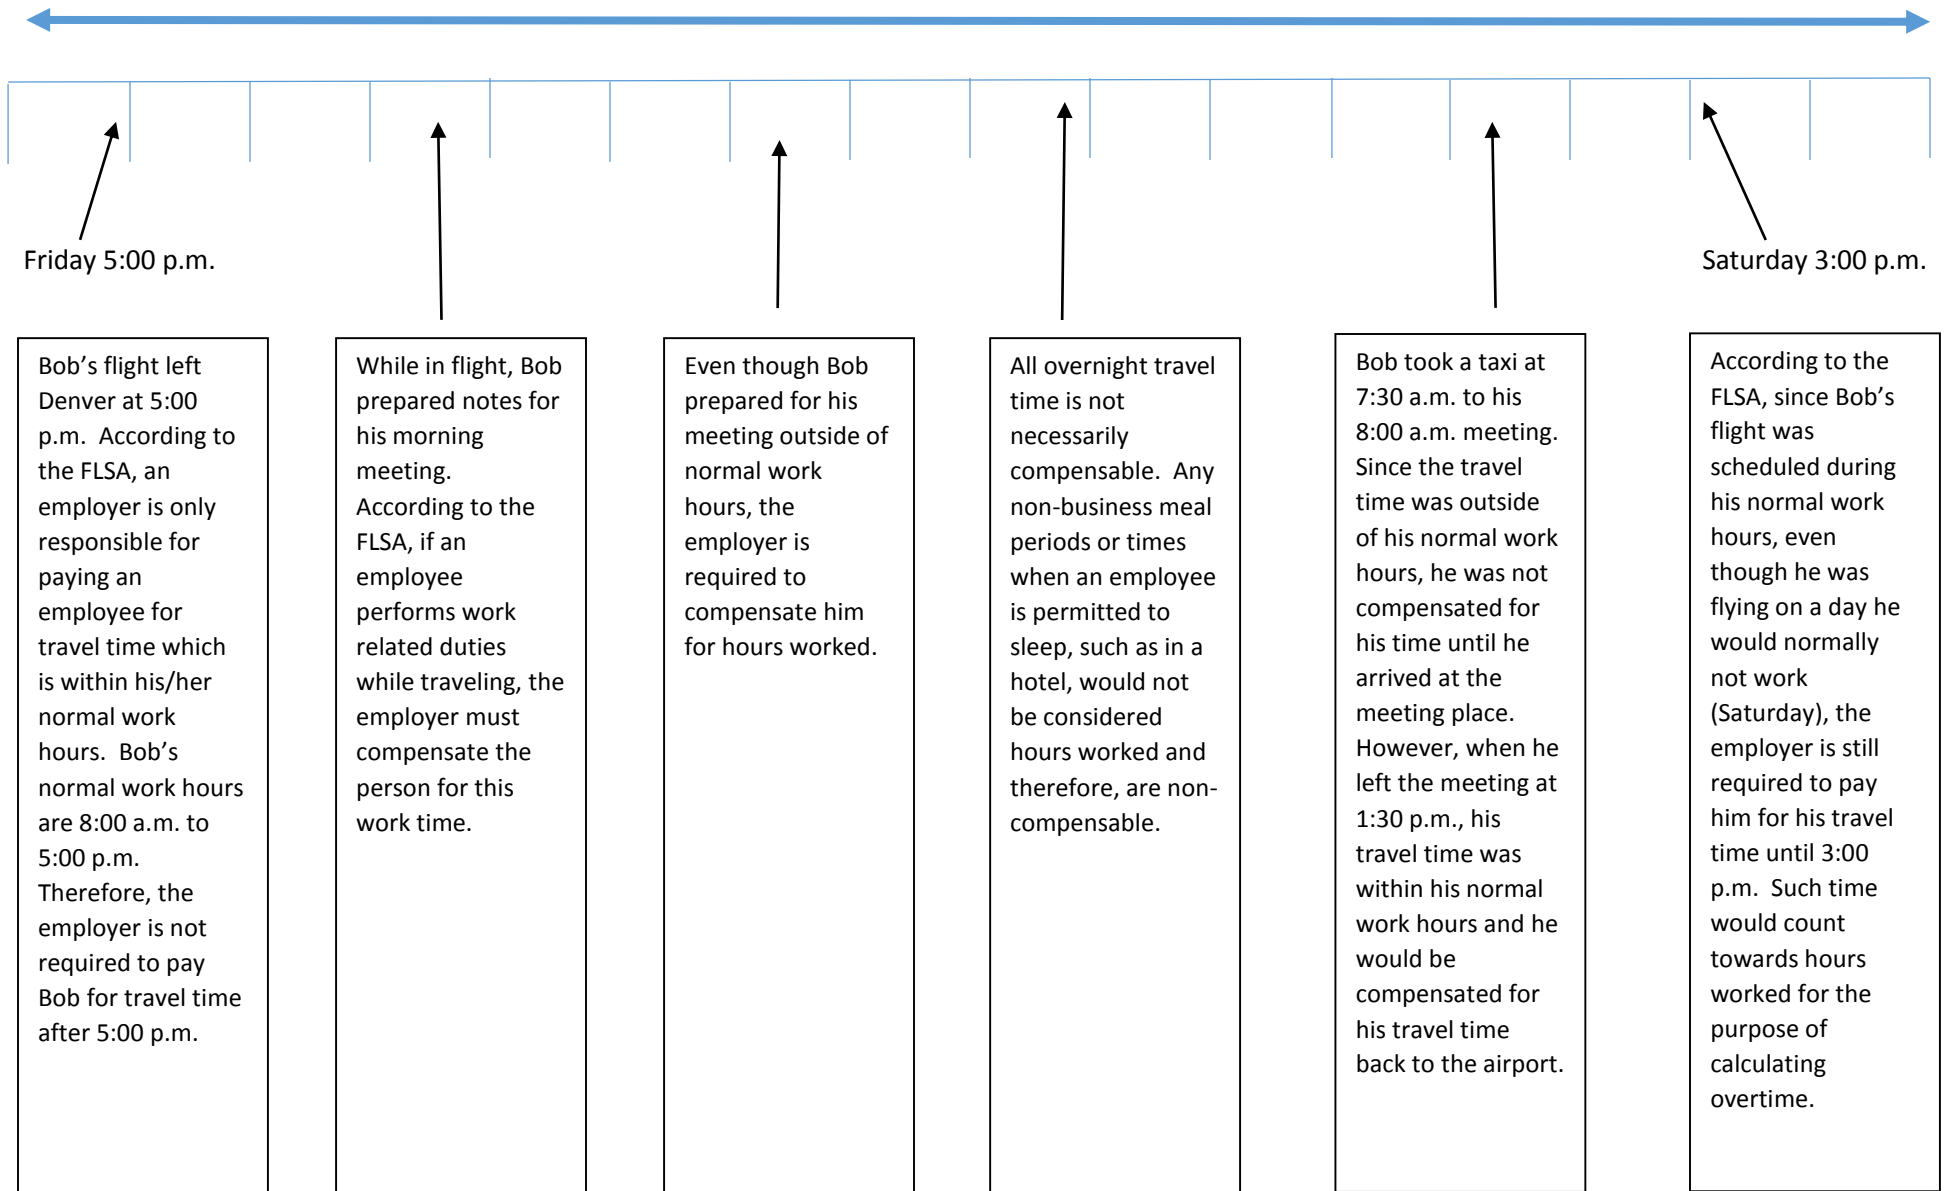 Friday 5:00 p.m.
Saturday 3:00 p.m.
Bob’s flight left
Denver at 5:00
p.m.  According to
the FLSA, an
employer is only
responsible for
paying an
employee for
travel time which
is within his/her
normal work
hours.  Bob’s
normal work hours
are 8:00 a.m. to
5:00 p.m.
Therefore, the
employer is not
required to pay
Bob for travel time
after 5:00 p.m.
While in flight, Bob
prepared notes for
his morning
meeting.
According to the
FLSA, if an
employee
performs work
related duties
while traveling, the
employer must
compensate the
person for this
work time.
Even though Bob
prepared for his
meeting outside of
normal work
hours, the
employer is
required to
compensate him
for hours worked.
All overnight travel
time is not
necessarily
compensable.  Any
non-business meal
periods or times
when an employee
is permitted to
sleep, such as in a
hotel, would not
be considered
hours worked and
therefore, are non-
compensable.
Bob took a taxi at
7:30 a.m. to his
8:00 a.m. meeting.
Since the travel
time was outside
of his normal work
hours, he was not
compensated for
his time until he
arrived at the
meeting place.
However, when he
left the meeting at
1:30 p.m., his
travel time was
within his normal
work hours and he
would be
compensated for
his travel time
back to the airport.
According to the
FLSA, since Bob’s
flight was
scheduled during
his normal work
hours, even
though he was
flying on a day he
would normally
not work
(Saturday), the
employer is still
required to pay
him for his travel
time until 3:00
p.m.  Such time
would count
towards hours
worked for the
purpose of
calculating
overtime.